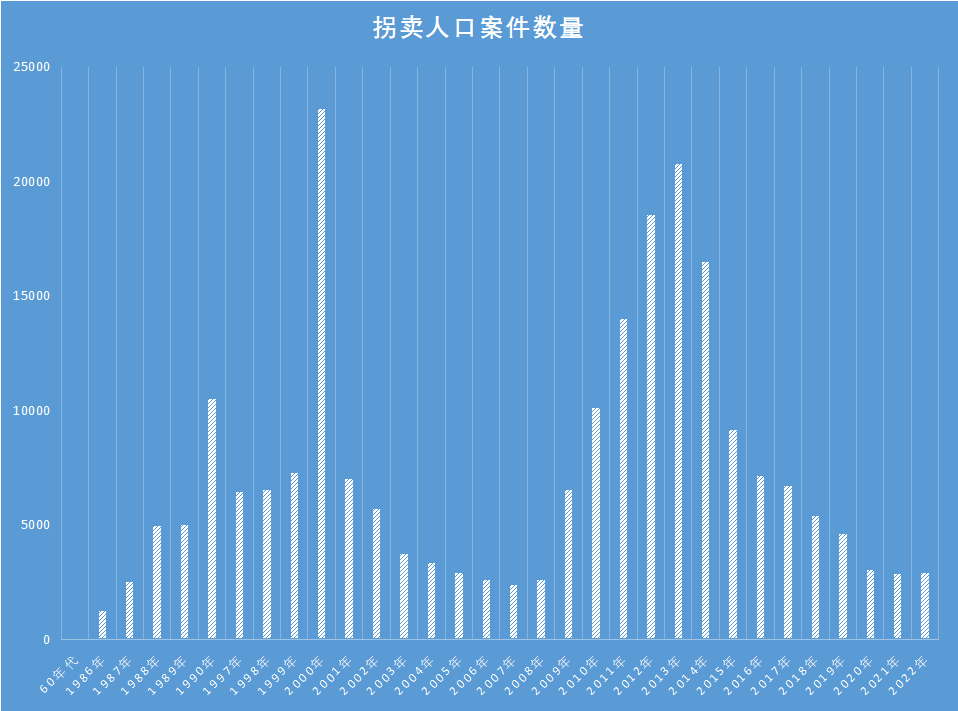 拐卖人口案件数量
25000
20000
15000
10000
5000
0
60年代
1986年
1987年
1988年
1989年
1990年
1997年
1998年
1999年
2000年
2001年
2002年
2003年
2004年
2005年
2006年
2007年
2008年
2009年
2010年
2011年
2012年
2013年
2014年
2015年
2016年
2017年
2018年
2019年
2020年
2021年
2022年